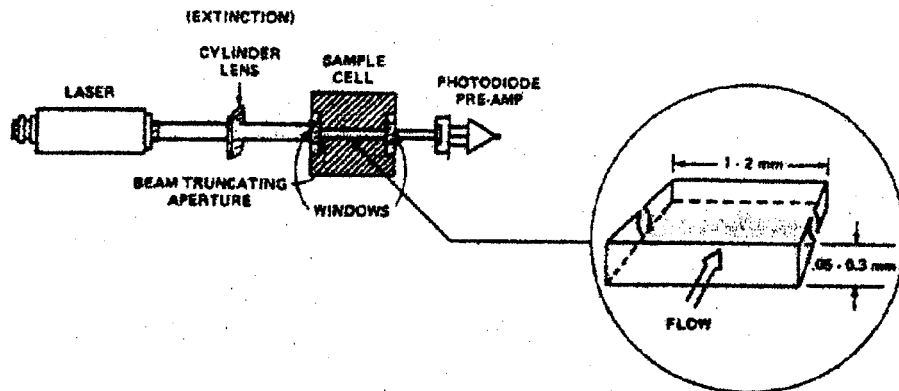 (EXTINCTION)
CYLINDER
LENS
SAMPLE
CELL
PHOTODIODE
PRE-AMP
LASER
BEAM TRUNCATING
APERTURE
WINDOWS
1 - 2 mm
.05 - 0.3 mm
FLOW